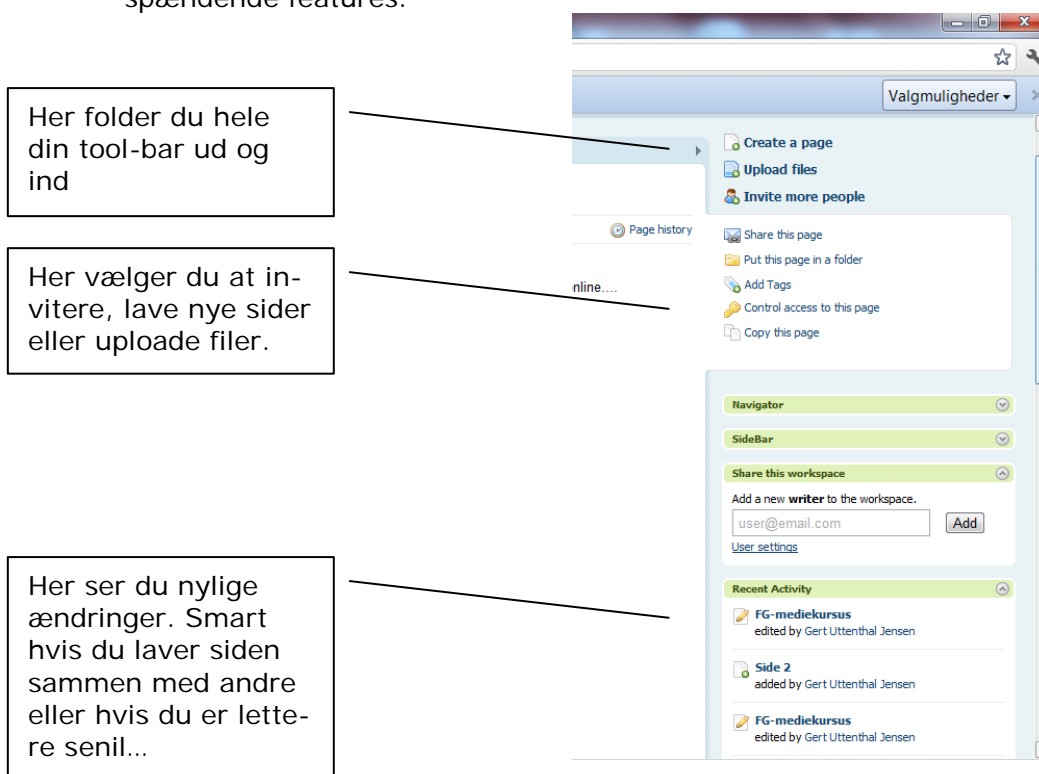 spændende features.
Her folder du hele
din tool-bar ud og
ind
Her vælger du at in-
vitere, lave nye sider
eller uploade filer.
Her ser du nylige
ændringer. Smart
hvis du laver siden
sammen med andre
eller hvis du er lette-
re senil...
Valgmuligheder
Create a page
Upload files
Invite more people
Page history
Share this page
Put this page in a folder
nline....
Add Tags
Control access to this page
Copy this page
Navigator
SideBar
Share this workspace
Add a new writer to the workspace.
user@email.com
Add
User settings
Recent Activity
FG-mediekursus
edited by Gert Uttenthal Jensen
Side 2
added by Gert Uttenthal Jensen
FG-mediekursus
edited by Gert Uttenthal Jensen